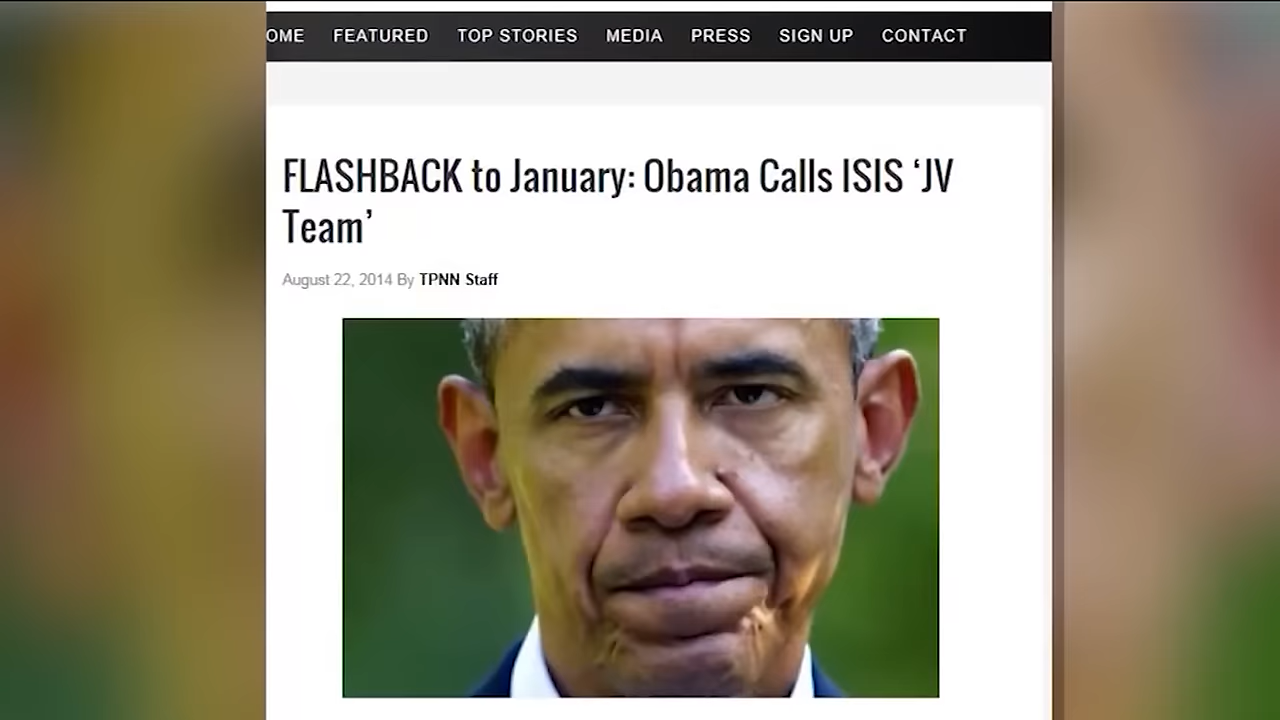 OME FEATURED TOP STORIES MEDIA PRESS SIGN UP CONTACT
FLASHBACK to January: Obama Calls ISIS ‘JV
Team’
August 22, 2014 By TPNN Staff